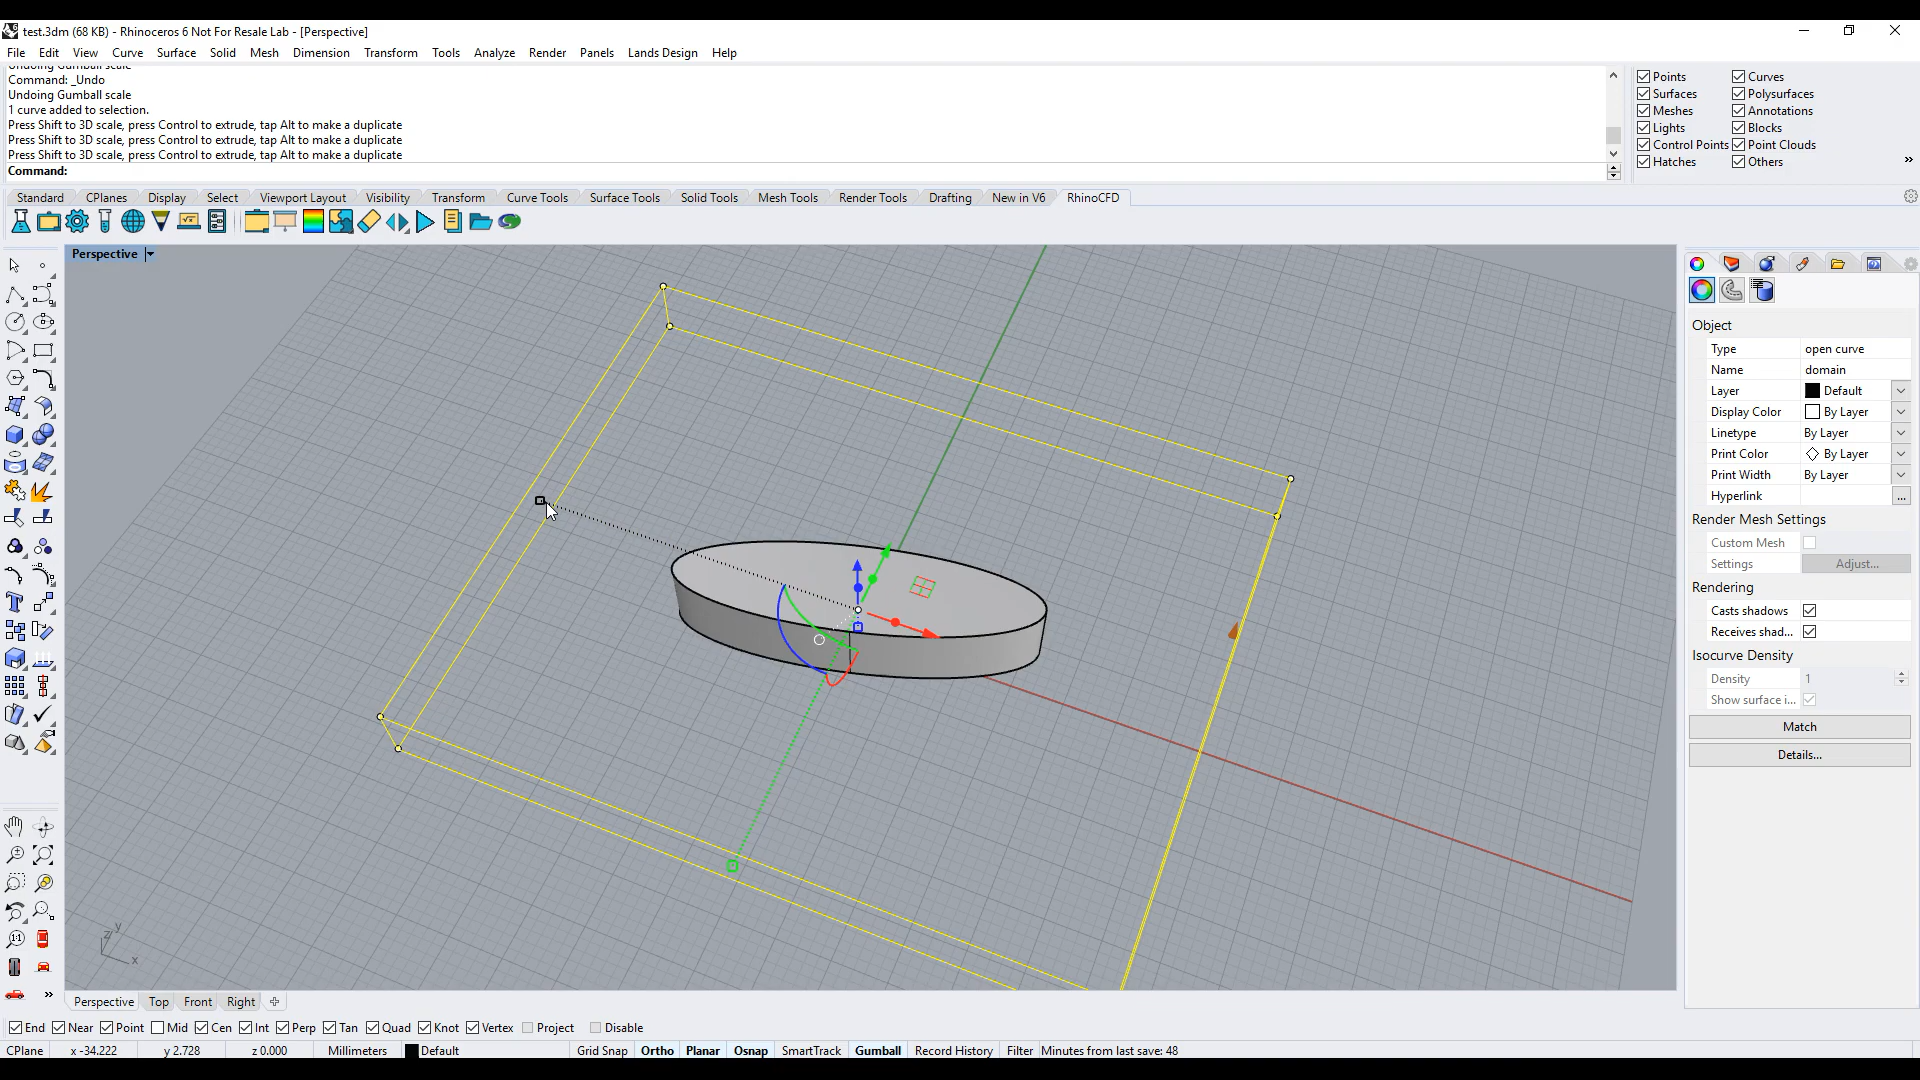 test.3dm (68 KB) - Rhinoceros 6 Not For Resale Lab - [Perspective]
File Edit View Curve Surface Solid Mesh Dimension Transform Tools Analyze Render Panels Lands Design Help
Undoing Gumball scale
Command: _Undo
Undoing Gumball scale
1 curve added to selection.
Press Shift to 3D scale, press Control to extrude, tap Alt to make a duplicate
Press Shift to 3D scale, press Control to extrude, tap Alt to make a duplicate
Press Shift to 3D scale, press Control to extrude, tap Alt to make a duplicate
Command:
Points Curves
Surfaces Polysurfaces
Meshes Annotations
Lights Blocks
Control Points Point Clouds
Hatches Others
Standard CPlanes Display Select Viewport Layout Visibility Transform Curve Tools Surface Tools Solid Tools Mesh Tools Render Tools Drafting New in V6 RhinoCFD
Perspective
Object
Type open curve
Name domain
Layer Default
Display Color By Layer
Linetype By Layer
Print Color By Layer
Print Width By Layer
Hyperlink ...
Render Mesh Settings
Custom Mesh
Settings Adjust...
Rendering
Casts shadows
Receives shad...
Isocurve Density
Density 1
Show surface i...
Match
Details...
z y
x
Perspective Top Front Right
End Near Point Mid Cen Int Perp Tan Quad Knot Vertex Project Disable
CPlane x -34.222 y 2.728 z 0.000 Millimeters Default Grid Snap Ortho Planar Osnap SmartTrack Gumball Record History Filter Minutes from last save: 48